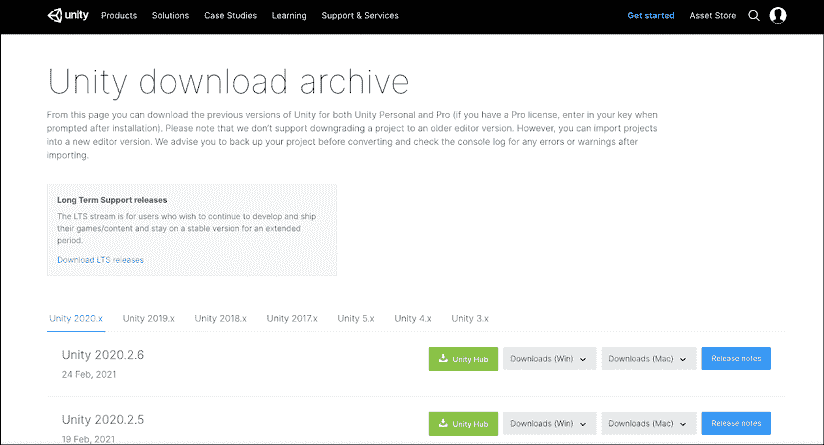 unity Products Solutions Case Studies Learning Support & Services Get started Asset Store
Unity download archive
From this page you can download the previous versions of Unity for both Unity Personal and Pro (if you have a Pro license, enter in your key when
prompted after installation). Please note that we don't support downgrading a project to an older editor version. However, you can import projects
into a new editor version. We advise you to back up your project before converting and check the console log for any errors or warnings after
importing.
Long Term Support releases
The LTS stream is for users who wish to continue to develop and ship
their games/content and stay on a stable version for an extended
period.
Download LTS releases
Unity 2020.x Unity 2019.x Unity 2018.x Unity 2017.x Unity 5.x Unity 4.x Unity 3.x
Unity 2020.2.6 Unity Hub Downloads (Win) Downloads (Mac) Release notes
24 Feb, 2021
Unity 2020.2.5 Unity Hub Downloads (Win) Downloads (Mac) Release notes
19 Feb, 2021